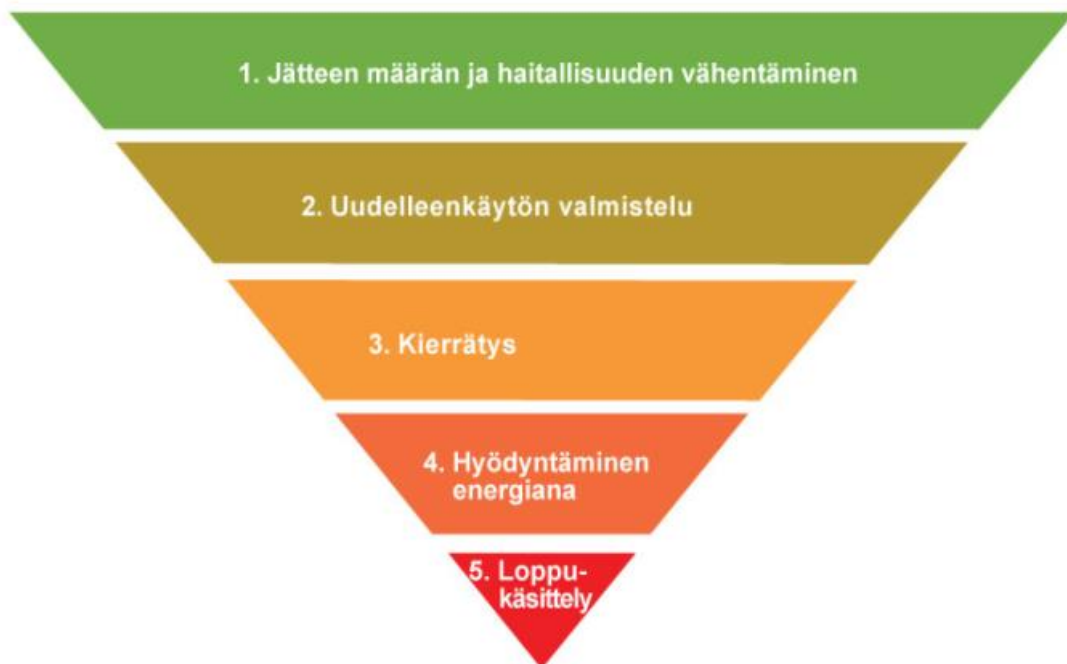 1. Jätteen määrän ja haitallisuuden vähentäminen
2. Uudelleenkäytön valmistelu
3. Kierrätys
4. Hyödyntäminen
energiana
5. Loppu-
käsittely